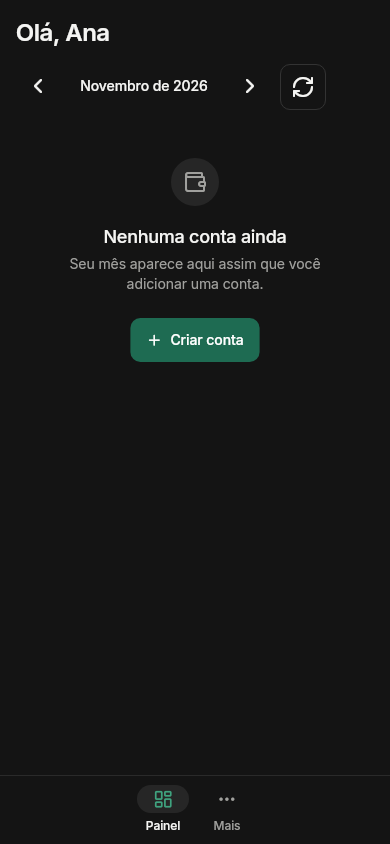 Olá, Ana
Novembro de 2026
Nenhuma conta ainda
Seu mês aparece aqui assim que você
adicionar uma conta.
Criar conta
Painel
Mais